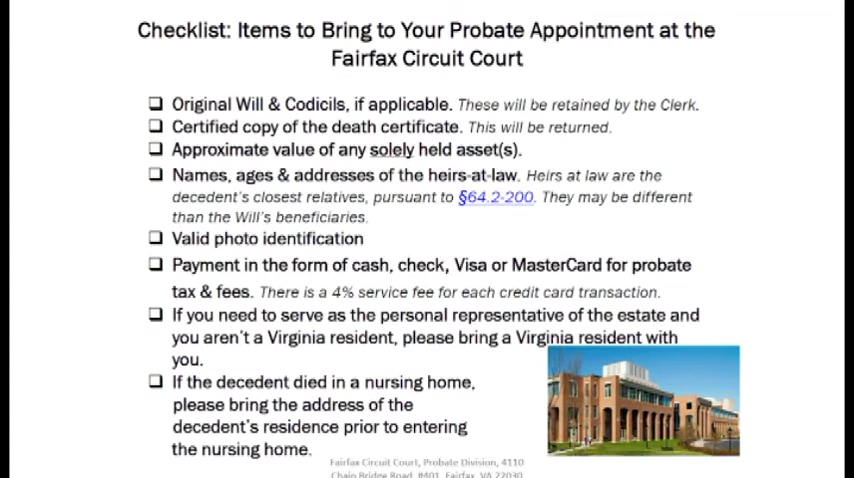 Checklist: Items to Bring to Your Probate Appointment at the
Fairfax Circuit Court
Original Will & Codicils, if applicable. These will be retained by the Clerk.
Certified copy of the death certificate. This will be returned.
Approximate value of any solely held asset(s).
Names, ages & addresses of the heirs-at-law. Heirs at law are the
decedent's closest relatives, pursuant to §64.2-200. They may be different
than the Will's beneficiaries.
Valid photo identification
Payment in the form of cash, check, Visa or MasterCard for probate
tax & fees. There is a 4% service fee for each credit card transaction.
If you need to serve as the personal representative of the estate and
you aren't a Virginia resident, please bring a Virginia resident with
you.
If the decedent died in a nursing home,
please bring the address of the
decedent's residence prior to entering
the nursing home.
Fairfax Circuit Court, Probate Division, 4110
Chain Bridge Road, #401, Fairfax, VA 22030